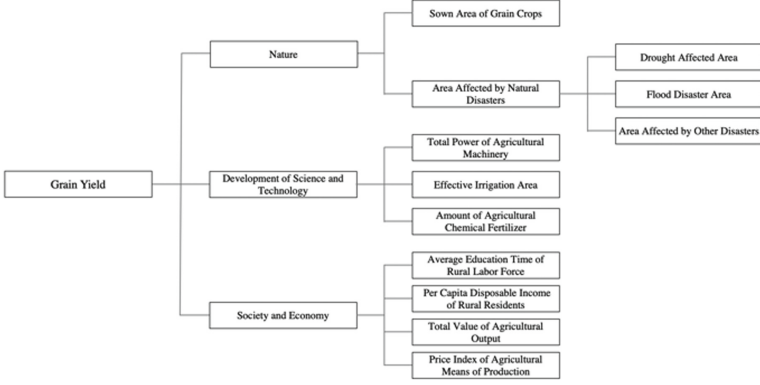 Sown Area of Grain Crops
Nature
Drought Affected Area
Area Affected by Natural
Disasters
Flood Disaster Area
Area Affected by Other Disasters
Total Power of Agricultural
Machinery
Grain Yield
Development of Science and
Technology
Effective Irrigation Area
Amount of Agricultural
Chemical Fertilizer
Average Education Time of
Rural Labor Force
Per Capita Disposable Income
of Rural Residents
Society and Economy
Total Value of Agricultural
Output
Price Index of Agricultural
Means of Production